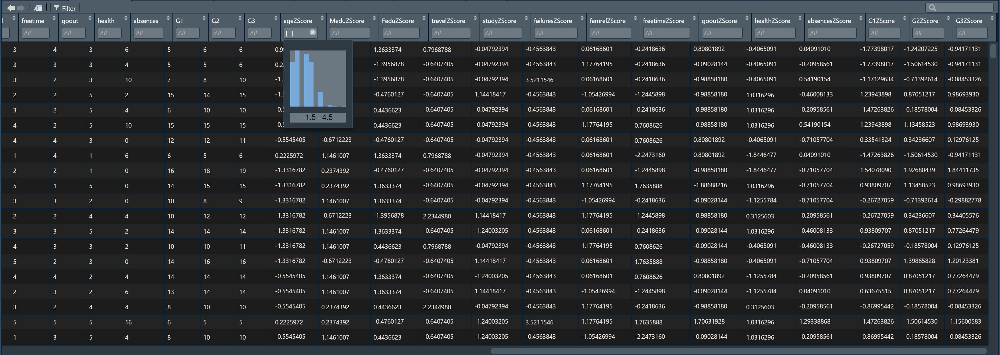 Filter
l freetime goout health absences G1 G2 G3 ageZScore MeduZScore FeduZScore travelZScore studyZScore failuresZScore famrelZScore freetimeZScore gooutZScore healthZScore absencesZScore G1ZScore G2ZScore G3ZScore
All All All All All All All [...] All All All All All All All All All All All All All
3 4 3 6 5 6 6 0.9 1.3633374 0.7968788 -0.04792394 -0.4563843 0.06168601 -0.2418636 0.80801892 -0.4065091 0.04091010 -1.77398017 -1.24207225 -0.94171131
3 3 3 4 5 5 6 0.2 -1.3956878 -0.6407405 -0.04792394 -0.4563843 1.17764195 -0.2418636 -0.09028144 -0.4065091 -0.20958561 -1.77398017 -1.50614530 -0.94171131
3 2 3 10 7 8 10 -1.3 -1.3956878 -0.6407405 -0.04792394 3.5211546 0.06168601 -0.2418636 -0.98858180 -0.4065091 0.54190154 -1.17129634 -0.71392614 -0.08453326
2 2 5 2 15 14 15 -1.3 -0.4760127 -0.6407405 1.14418417 -0.4563843 -1.05426994 -1.2445898 -0.98858180 1.0316296 -0.46008133 1.23943898 0.87051217 0.98693930
3 2 5 4 6 10 10 -0.5 0.4436623 -0.6407405 -0.04792394 -0.4563843 0.06168601 -0.2418636 -0.98858180 1.0316296 -0.20958561 -1.47263826 -0.18578004 -0.08453326
-1.5 - 4.5
4 2 5 10 15 15 15 -0.5 0.4436623 -0.6407405 -0.04792394 -0.4563843 1.17764195 0.7608626 -0.98858180 1.0316296 0.54190154 1.23943898 1.13458523 0.98693930
4 4 3 0 12 12 11 -0.5545405 -0.6712223 -0.4760127 -0.6407405 -0.04792394 -0.4563843 0.06168601 0.7608626 0.80801892 -0.4065091 -0.71057704 0.33541324 0.34236607 0.12976125
1 4 1 6 6 5 6 0.2225972 1.1461007 1.3633374 0.7968788 -0.04792394 -0.4563843 0.06168601 -2.2473160 0.80801892 -1.8446477 0.04091010 -1.47263826 -1.50614530 -0.94171131
2 2 1 0 16 18 19 -1.3316782 0.2374392 -0.4760127 -0.6407405 -0.04792394 -0.4563843 0.06168601 -1.2445898 -0.98858180 -1.8446477 -0.71057704 1.54078090 1.92680439 1.84411735
5 1 5 0 14 15 15 -1.3316782 0.2374392 1.3633374 -0.6407405 -0.04792394 -0.4563843 1.17764195 1.7635888 -1.88688216 1.0316296 -0.71057704 0.93809707 1.13458523 0.98693930
3 3 2 0 10 8 9 -1.3316782 1.1461007 1.3633374 -0.6407405 -0.04792394 -0.4563843 -1.05426994 -0.2418636 -0.09028144 -1.1255784 -0.71057704 -0.26727059 -0.71392614 -0.29882778
2 2 4 4 10 12 12 -1.3316782 -0.6712223 -1.3956878 2.2344980 1.14418417 -0.4563843 1.17764195 -1.2445898 -0.98858180 0.3125603 -0.20958561 -0.26727059 0.34236607 0.34405576
3 3 5 2 14 14 14 -1.3316782 1.1461007 1.3633374 -0.6407405 -1.24003205 -0.4563843 0.06168601 -0.2418636 -0.09028144 1.0316296 -0.46008133 0.93809707 0.87051217 0.77264479
4 3 3 2 10 10 11 -1.3316782 1.1461007 0.4436623 0.7968788 -0.04792394 -0.4563843 1.17764195 0.7608626 -0.09028144 -0.4065091 -0.46008133 -0.26727059 -0.18578004 0.12976125
5 2 3 0 14 16 16 -1.3316782 -0.6712223 -0.4760127 -0.6407405 1.14418417 -0.4563843 0.06168601 1.7635888 -0.98858180 -0.4065091 -0.71057704 0.93809707 1.39865828 1.20123381
4 4 2 4 14 14 14 -0.5545405 1.1461007 1.3633374 -0.6407405 -1.24003205 -0.4563843 0.06168601 0.7608626 0.80801892 -1.1255784 -0.20958561 0.93809707 0.87051217 0.77264479
2 3 2 6 13 14 14 -0.5545405 1.1461007 1.3633374 -0.6407405 1.14418417 -0.4563843 -1.05426994 -1.2445898 -0.09028144 -1.1255784 0.04091010 0.63675515 0.87051217 0.77264479
3 2 4 4 8 10 10 -0.5545405 0.2374392 0.4436623 2.2344980 -0.04792394 -0.4563843 1.17764195 -0.2418636 -0.98858180 0.3125603 -0.20958561 -0.86995442 -0.18578004 -0.08453326
5 5 5 16 6 5 5 0.2225972 0.2374392 -0.4760127 -0.6407405 -1.24003205 3.5211546 1.17764195 1.7635888 1.70631928 1.0316296 1.29338868 -1.47263826 -1.50614530 -1.15600583
1 3 5 4 8 10 10 -0.5545405 1.1461007 0.4436623 -0.6407405 -1.24003205 -0.4563843 -1.05426994 -2.2473160 -0.09028144 1.0316296 -0.20958561 -0.86995442 -0.18578004 -0.08453326